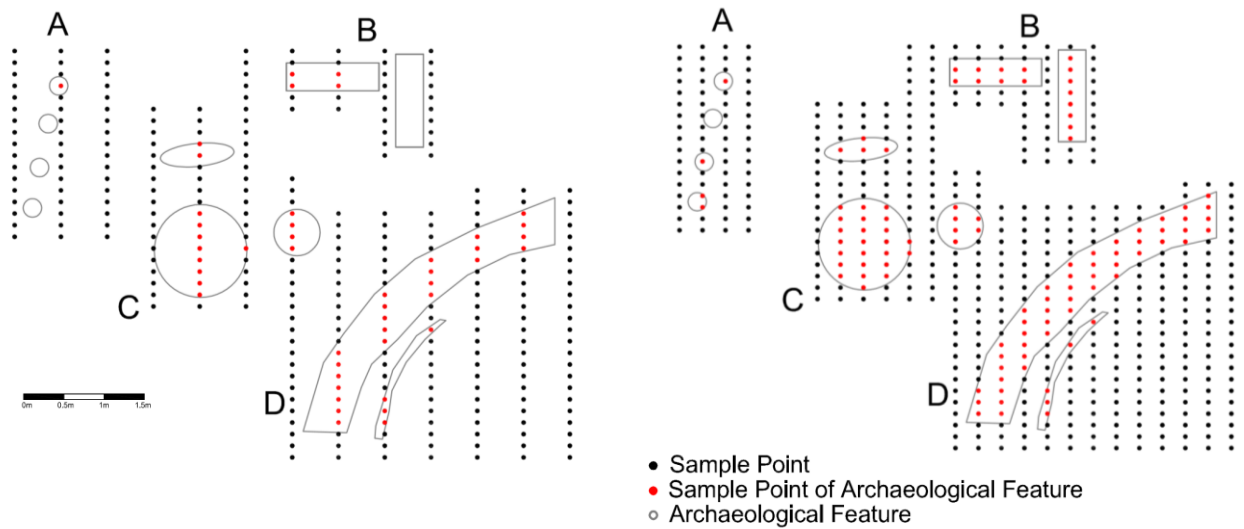 A
B
C
D
0m 0.5m 1m 1.5m
A
B
C
D
Sample Point
Sample Point of Archaeological Feature
Archaeological Feature